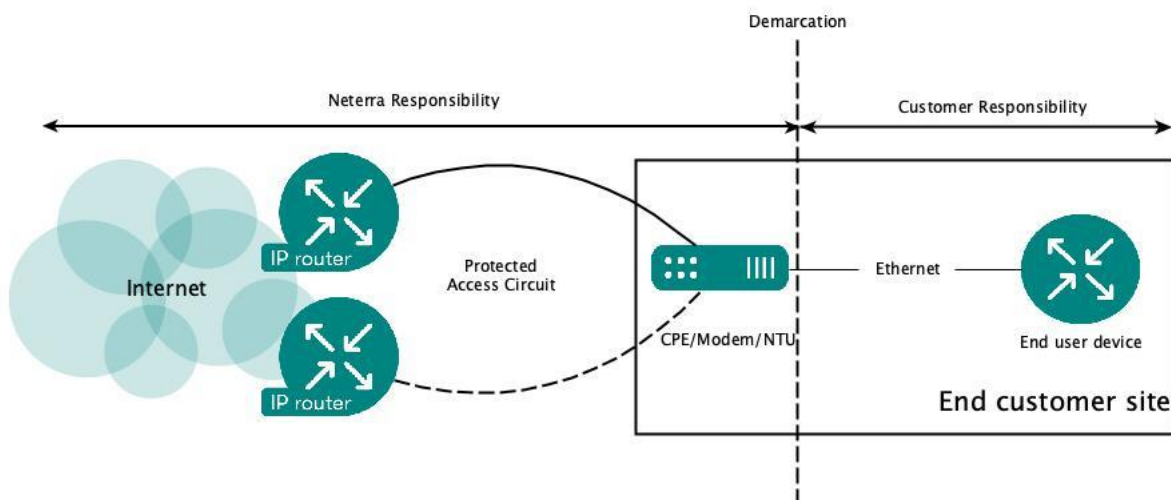 Demarcation
Neterra Responsibility
Customer Responsibility
IP router
Internet
Protected
Access Circuit
Ethernet
CPE/Modem/NTU
End user device
IP router
End customer site